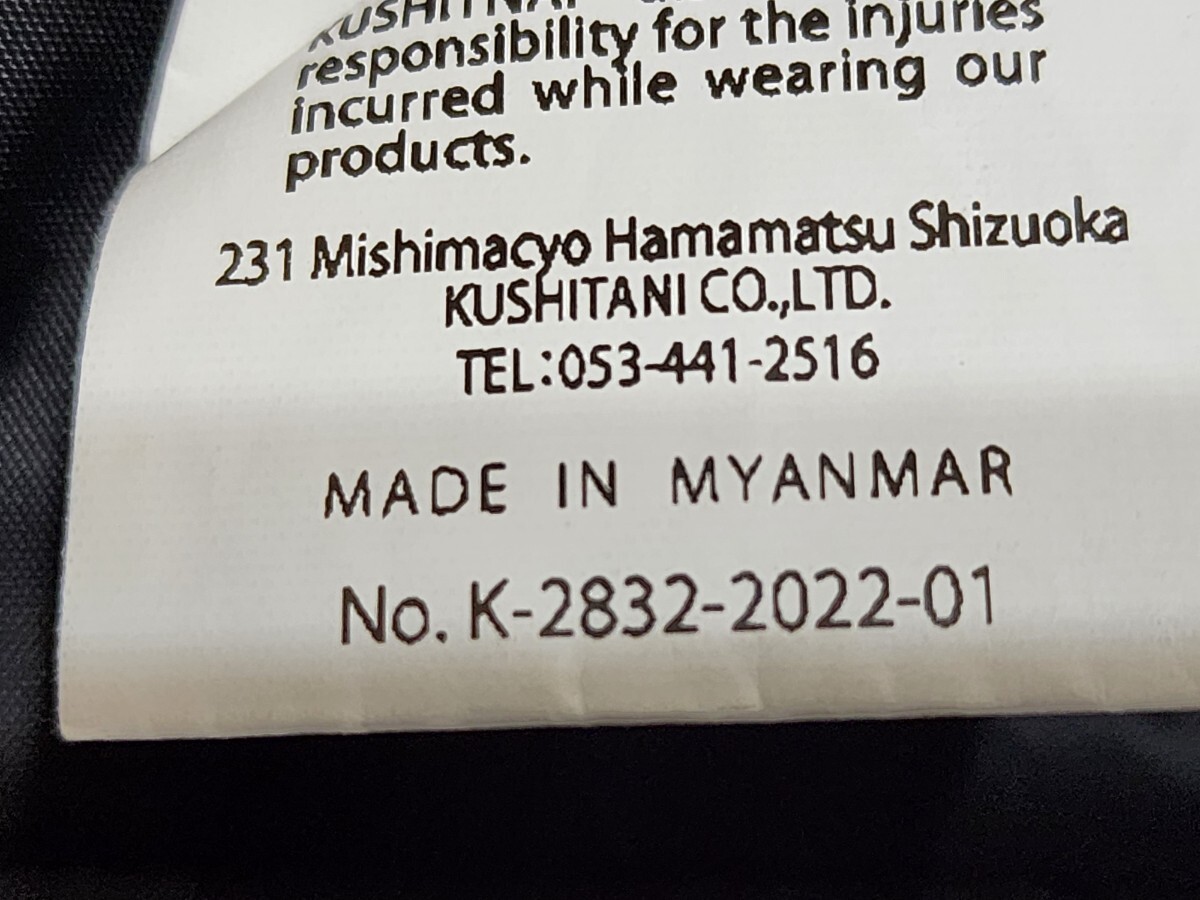 responsibility for the injuries
incurred while wearing our
products.
231 Mishimacyo Hamamatsu Shizuoka
KUSHITANI CO.,LTD.
TEL:053-441-2516
MADE IN MYANMAR
No. K-2832-2022-01